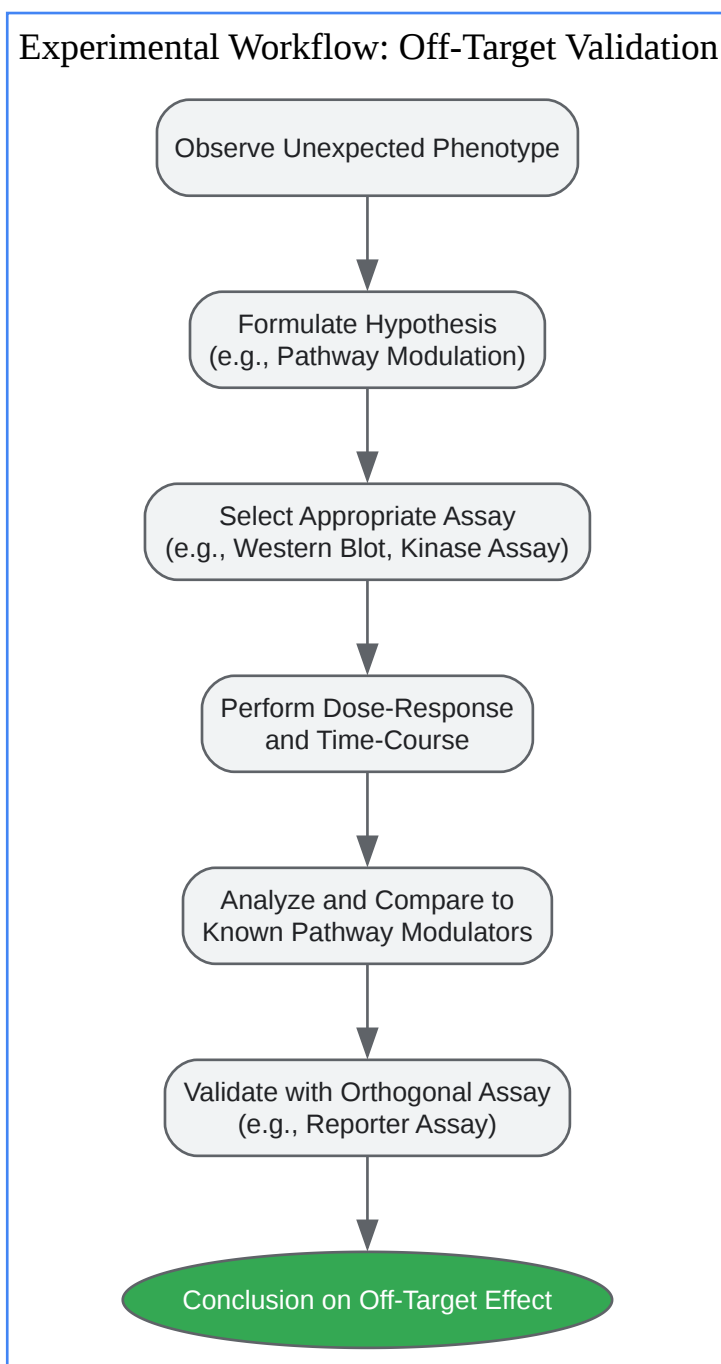 Experimental Workflow: Off-Target Validation
Observe Unexpected Phenotype
Formulate Hypothesis
(e.g., Pathway Modulation)
Select Appropriate Assay
(e.g., Western Blot, Kinase Assay)
Perform Dose-Response
and Time-Course
Analyze and Compare to
Known Pathway Modulators
Validate with Orthogonal Assay
(e.g., Reporter Assay)
Conclusion on Off-Target Effect